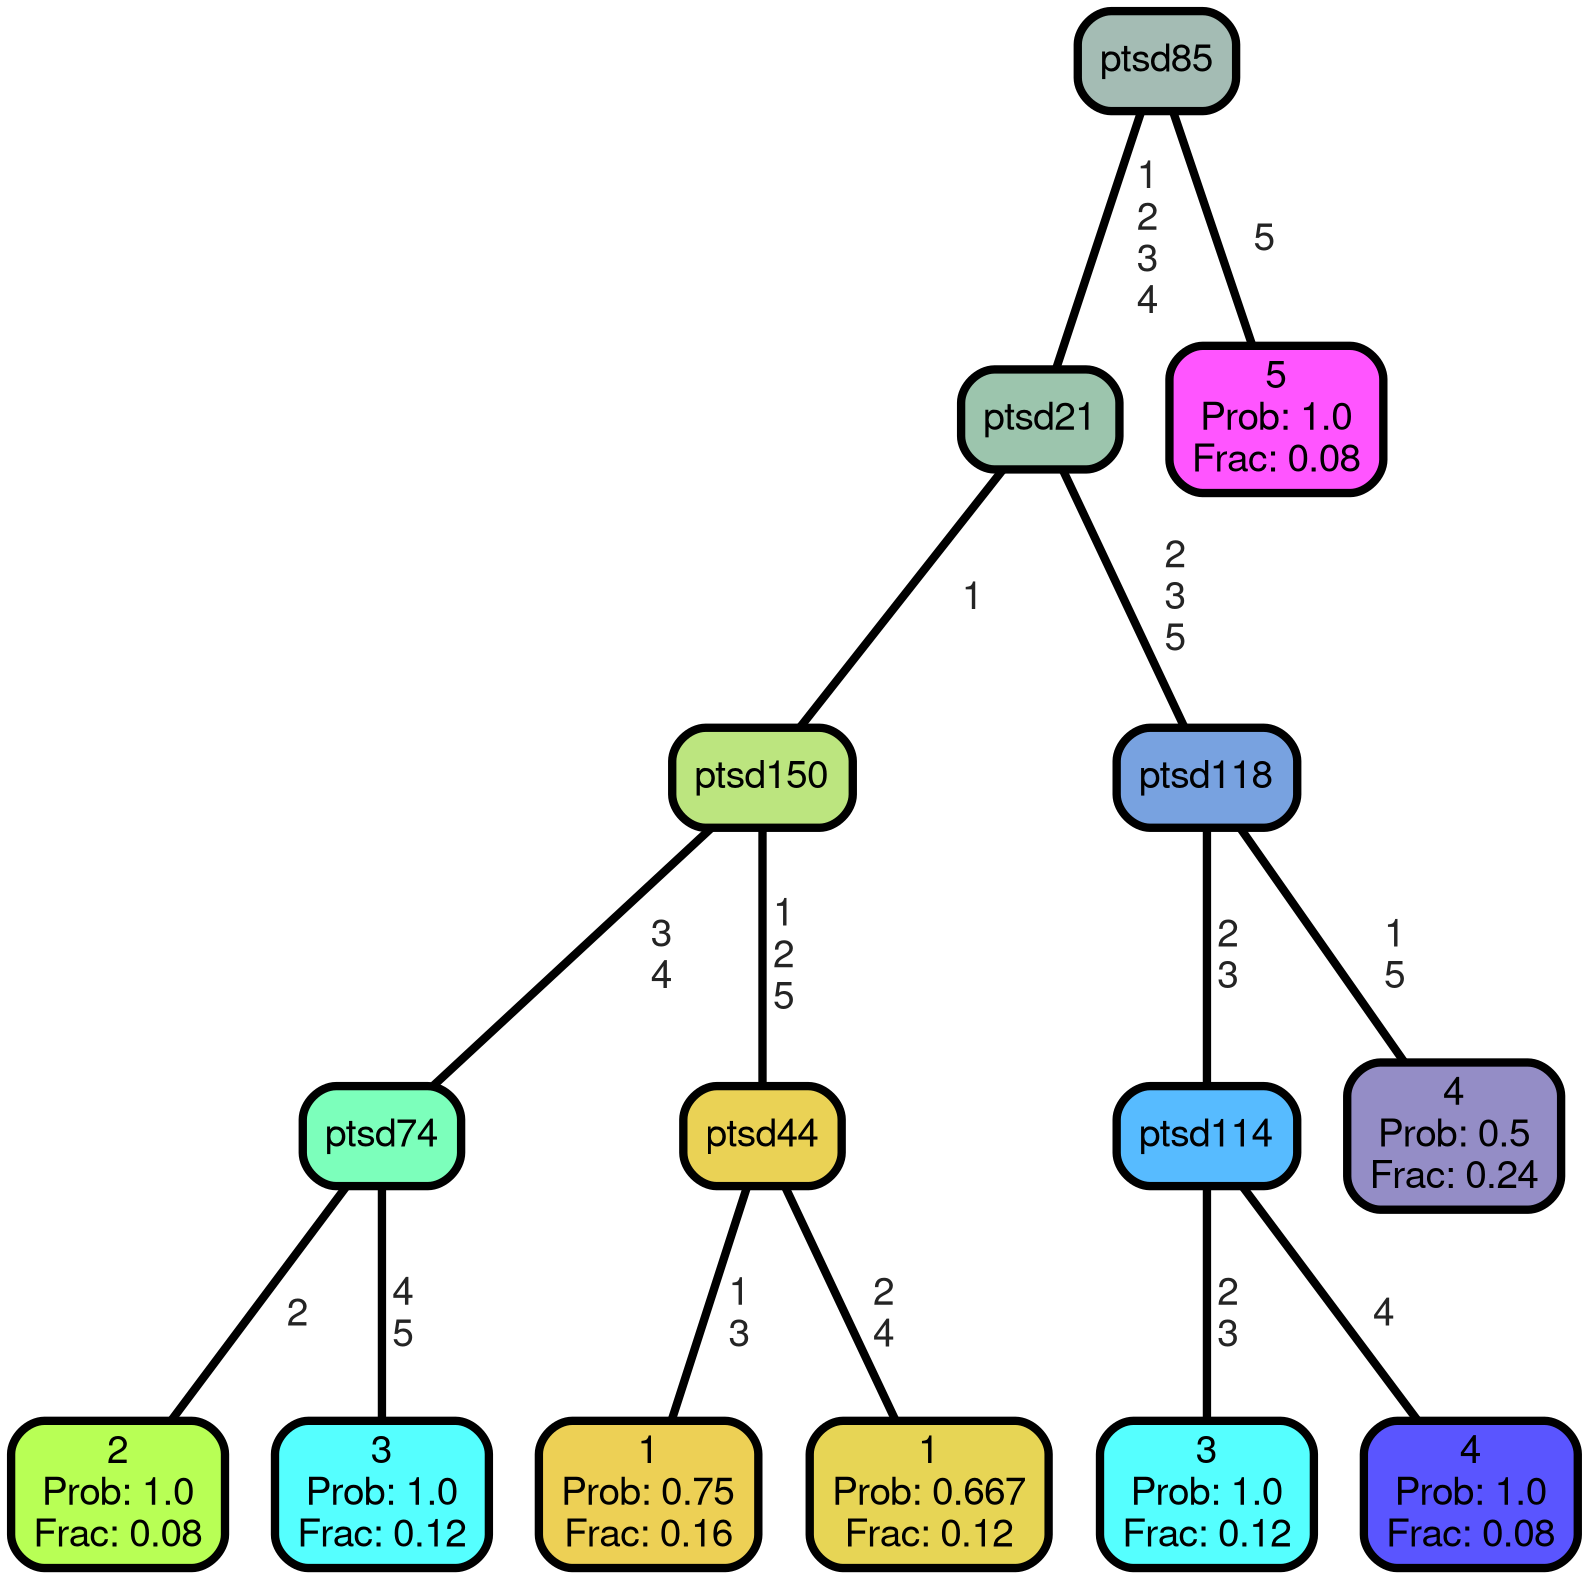 ptsd85
1
2
3
4
5
ptsd21
5
Prob: 1.0
Frac: 0.08
1
2
3
5
ptsd150
ptsd118
3
4
1
2
5
2
3
1
5
ptsd74
ptsd44
ptsd114
4
Prob: 0.5
Frac: 0.24
2
4
5
1
3
2
4
2
3
4
2
Prob: 1.0
Frac: 0.08
3
Prob: 1.0
Frac: 0.12
1
Prob: 0.75
Frac: 0.16
1
Prob: 0.667
Frac: 0.12
3
Prob: 1.0
Frac: 0.12
4
Prob: 1.0
Frac: 0.08